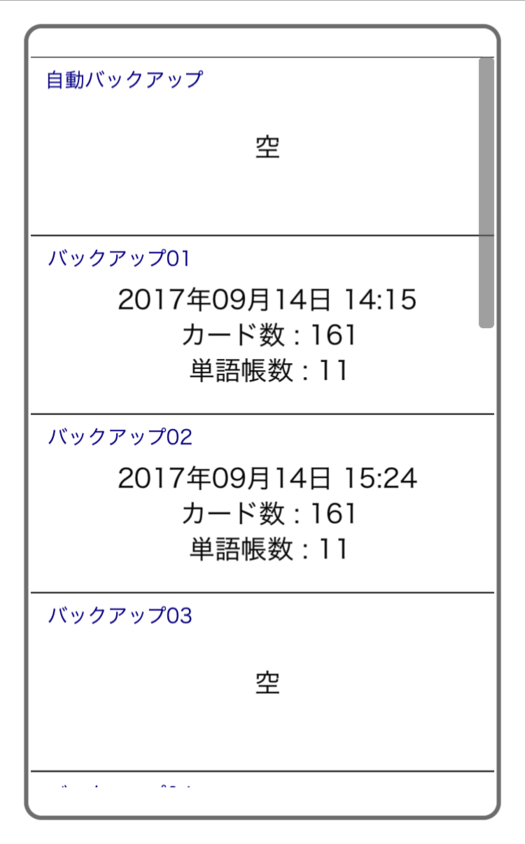 自動バックアップ
空
バックアップ01
2017年09月14日 14:15
カード数 : 161
単語帳数 : 11
バックアップ02
2017年09月14日 15:24
カード数 : 161
単語帳数 : 11
バックアップ03
空